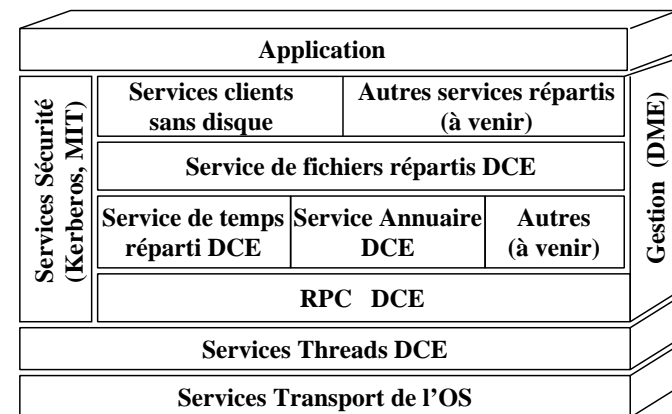 Application
Services Sécurité
(Kerberos, MIT)
Services clients
sans disque
Autres services répartis
(à venir)
Service de fichiers répartis DCE
Service de temps
réparti DCE
Service Annuaire
DCE
Autres
(à venir)
RPC DCE
Gestion (DME)
Services Threads DCE
Services Transport de l'OS